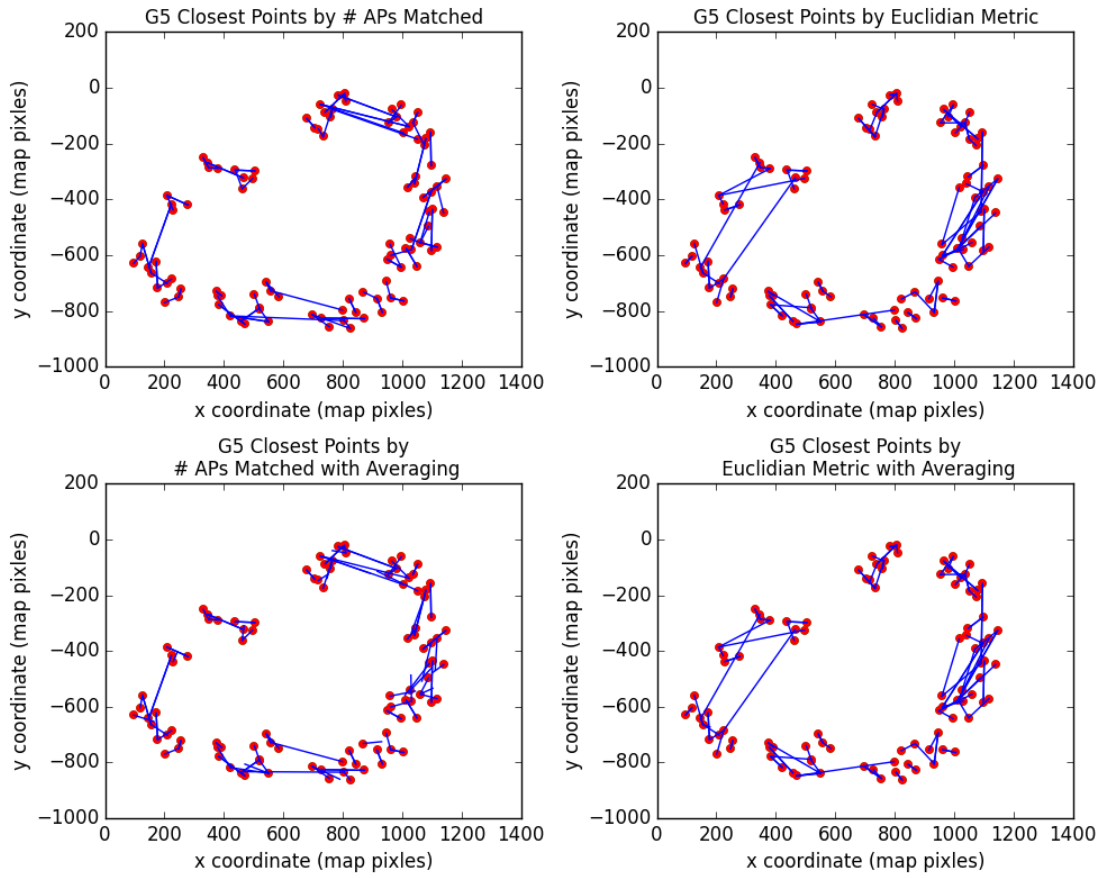 G5 Closest Points by # APs Matched
200
0
−200
−400
−600
−800
−1000
0 200 400 600 800 1000 1200 1400
y coordinate (map pixles)
x coordinate (map pixles)
G5 Closest Points by Euclidian Metric
200
0
−200
−400
−600
−800
−1000
0 200 400 600 800 1000 1200 1400
y coordinate (map pixles)
x coordinate (map pixles)
G5 Closest Points by
# APs Matched with Averaging
200
0
−200
−400
−600
−800
−1000
0 200 400 600 800 1000 1200 1400
y coordinate (map pixles)
x coordinate (map pixles)
G5 Closest Points by
Euclidian Metric with Averaging
200
0
−200
−400
−600
−800
−1000
0 200 400 600 800 1000 1200 1400
y coordinate (map pixles)
x coordinate (map pixles)